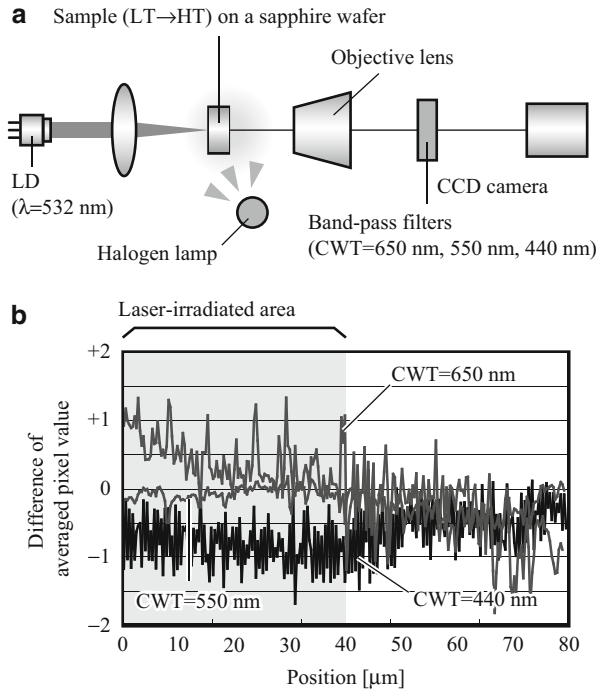 a
Sample (LT→HT) on a sapphire wafer
Objective lens
LD
(λ=532 nm)
CCD camera
Band-pass filters
(CWT=650 nm, 550 nm, 440 nm)
Halogen lamp
b
Laser-irradiated area
+2
+1
0
−1
−2
Difference of
averaged pixel value
CWT=650 nm
CWT=550 nm
CWT=440 nm
0 10 20 30 40 50 60 70 80
Position [μm]